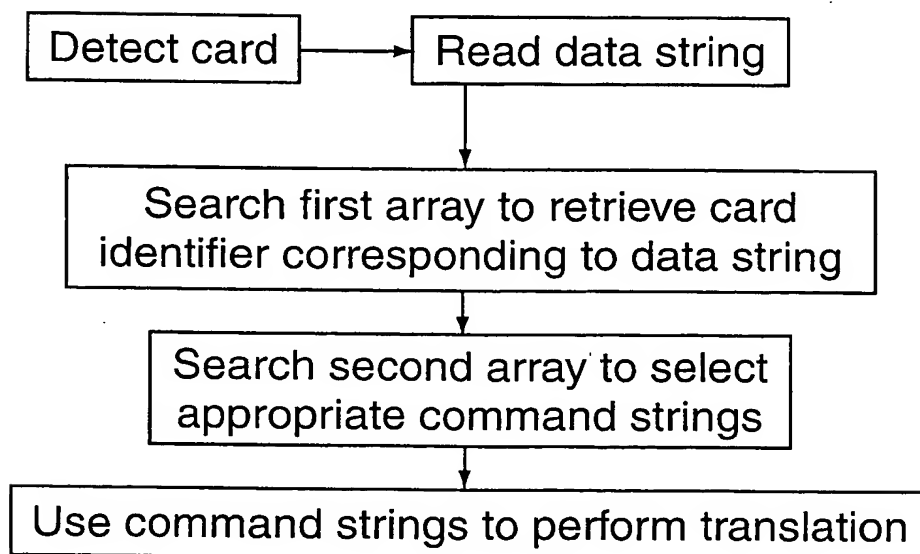 Detect card
Read data string
Search first array to retrieve card
identifier corresponding to data string
Search second array to select
appropriate command strings
Use command strings to perform translation